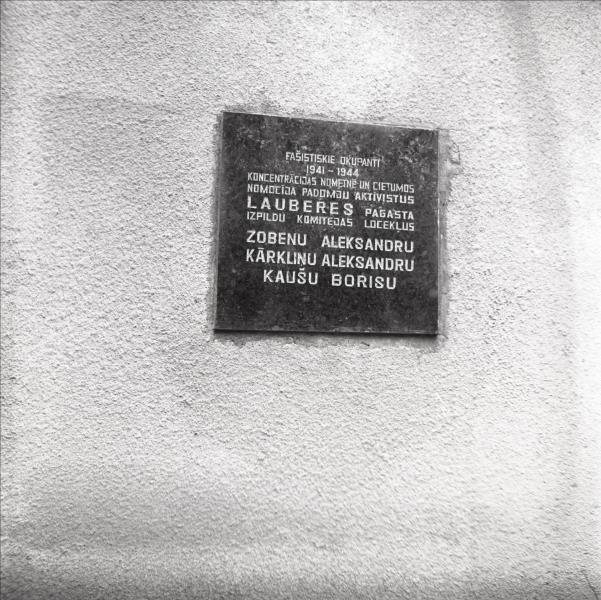 FAŠISTISKIE OKUPANTI
1941 - 1944
KONCENTRĀCIJAS NOMETNĒ UN CIETUMOS
NOMOCĪJA PADOMJU AKTĪVISTUS
LAUBERES PAGASTA
IZPILDU KOMITEJAS LOCEKĻUS
ZOBENU ALEKSANDRU
KĀRKLIŅU ALEKSANDRU
KAUŠU BORISU